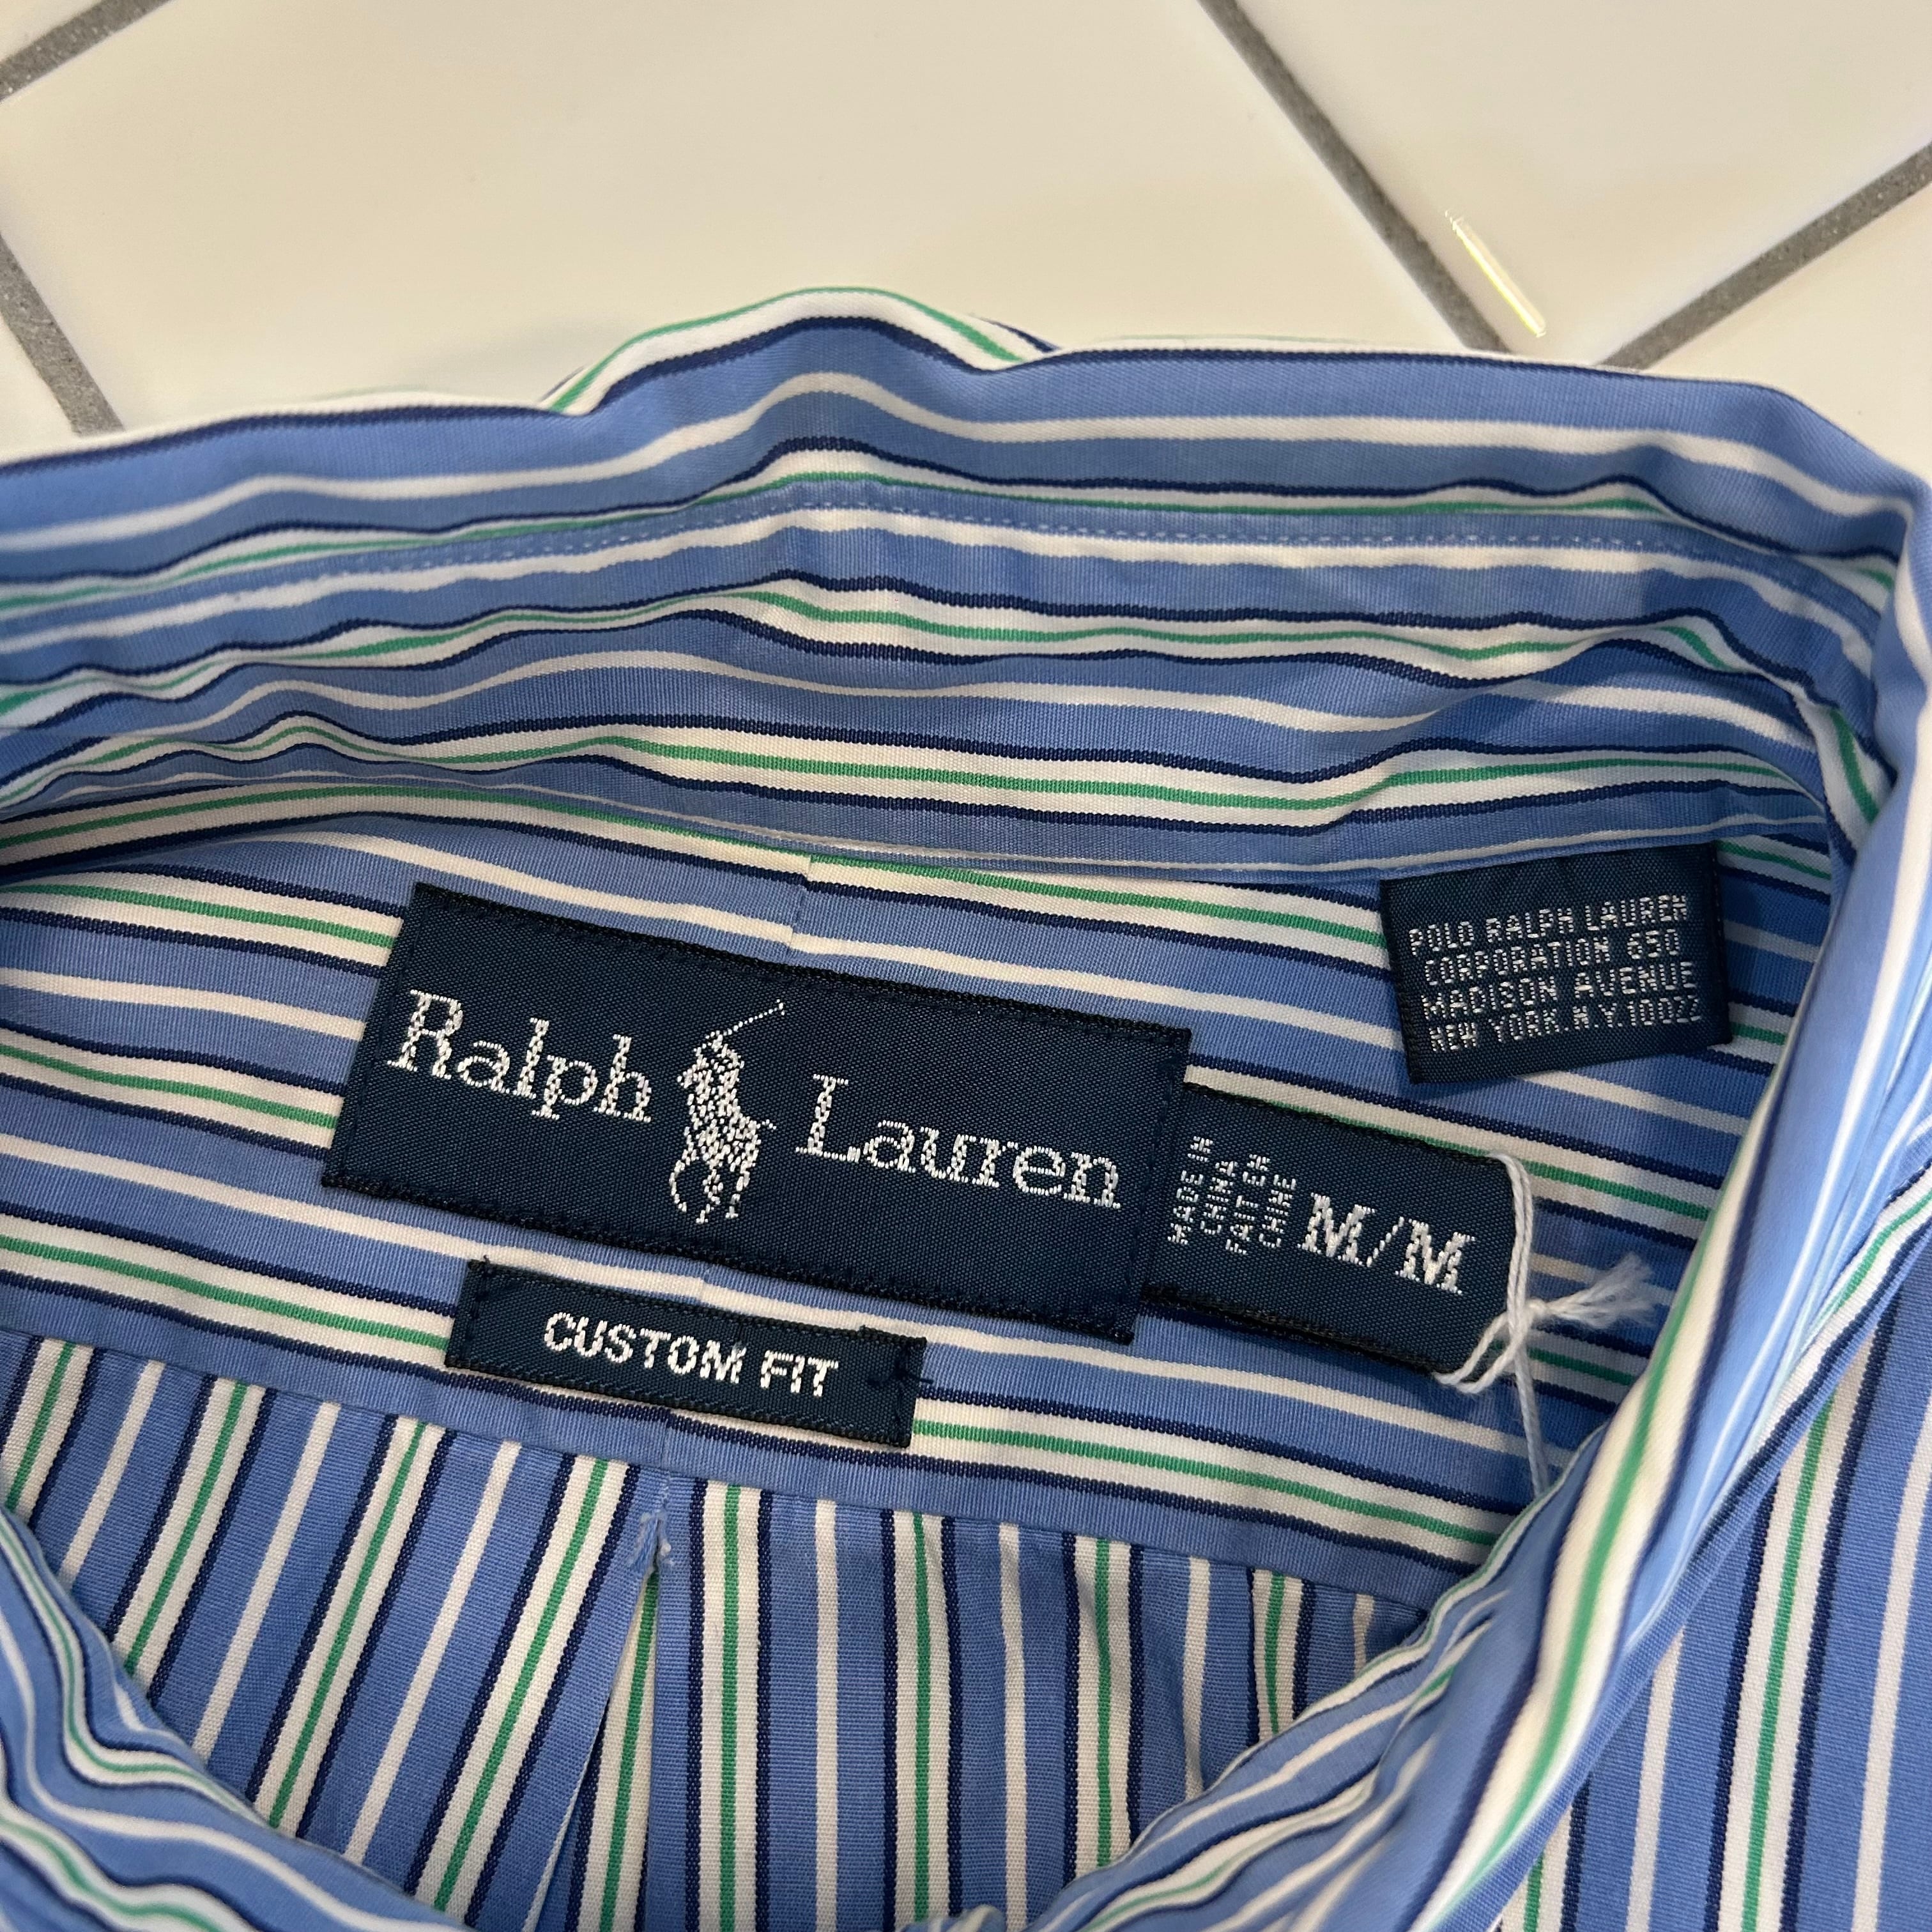 POLO RALPH LAUREN
CORPORATION 650
MADISON AVENUE
NEW YORK.N.Y.10022
Ralph Lauren
MADE IN
CHINA
FAIT EN
CHINE
M/M
CUSTOM FIT